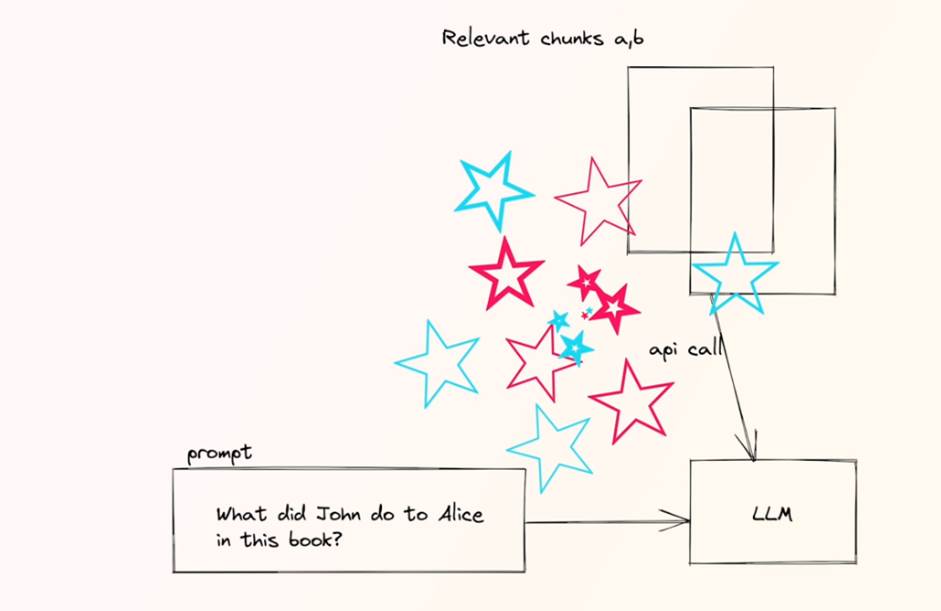 Relevant chunks a,b
api call
prompt
What did John do to Alice
in this book?
LLM